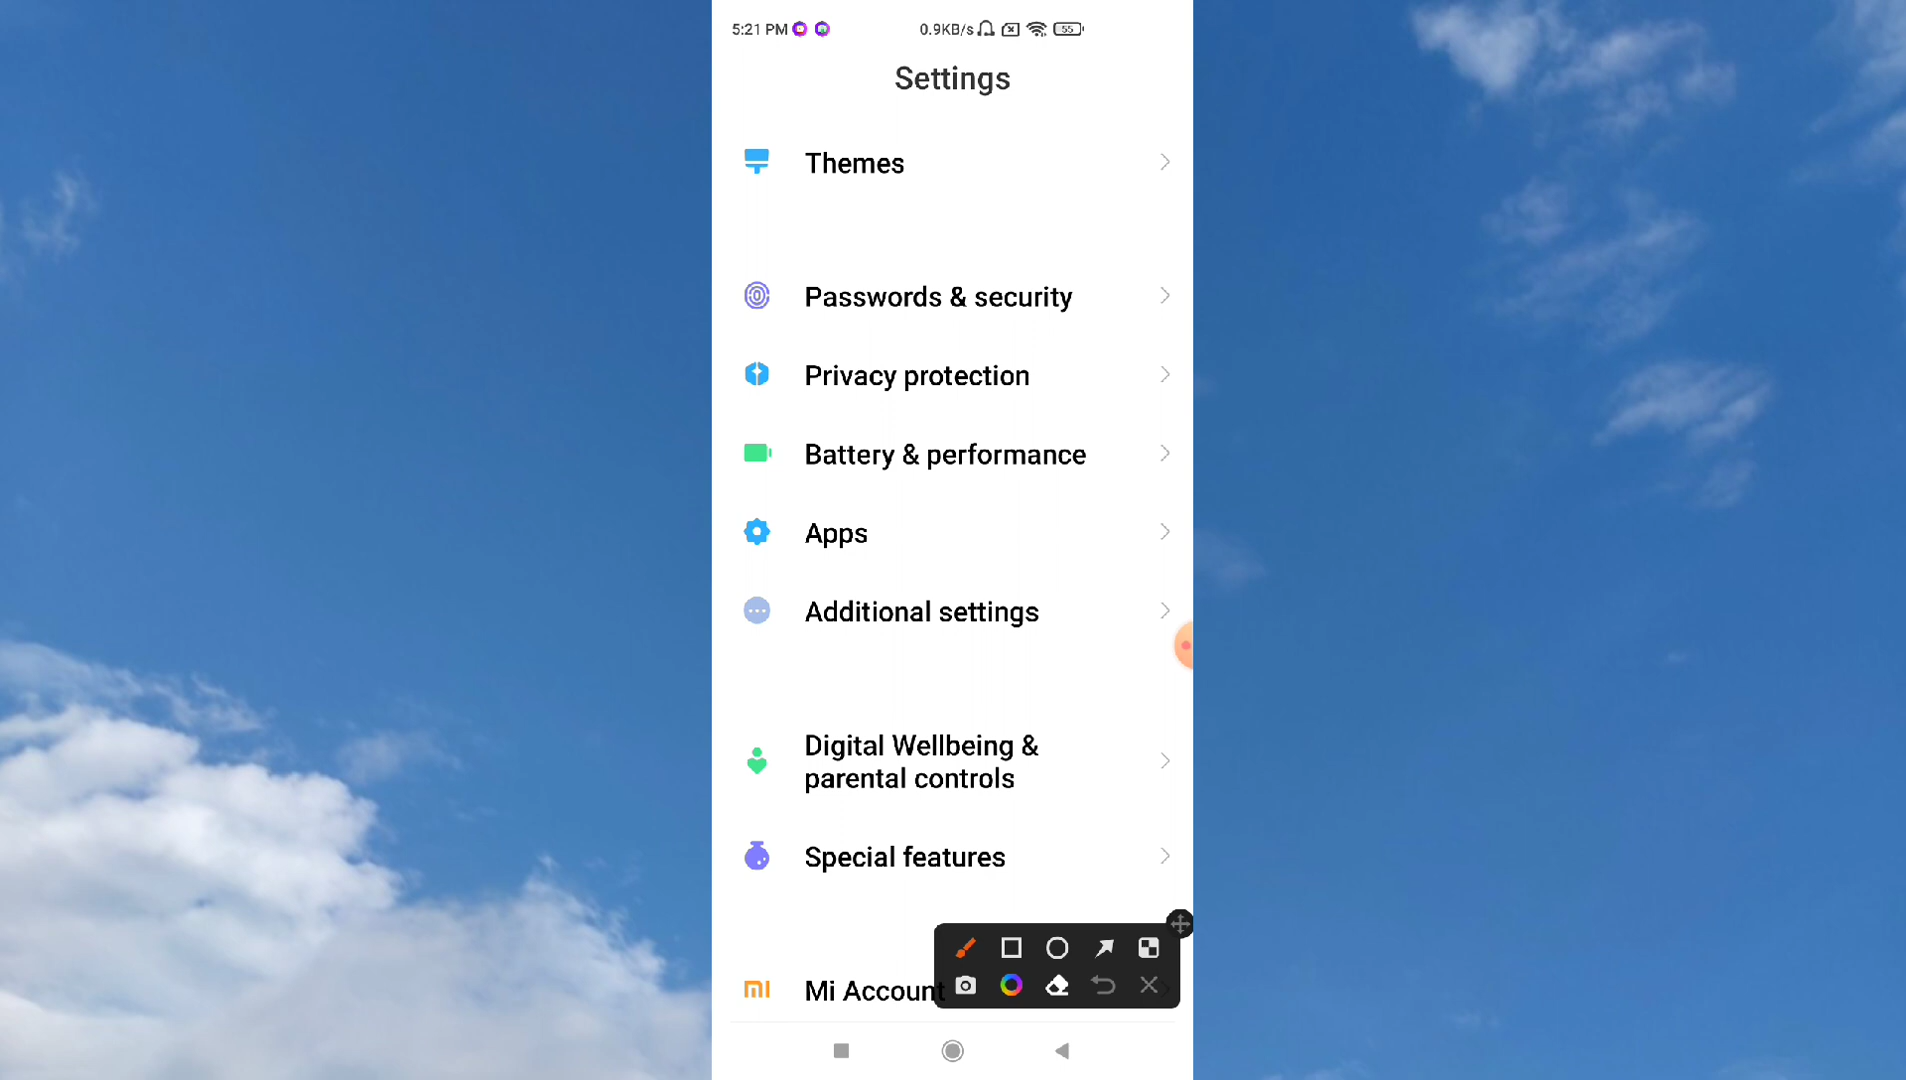 5:21 PM 0.9KB/s 55
Settings
Themes
Passwords & security
Privacy protection
Battery & performance
Apps
Additional settings
Digital Wellbeing &
parental controls
Special features
Mi Account